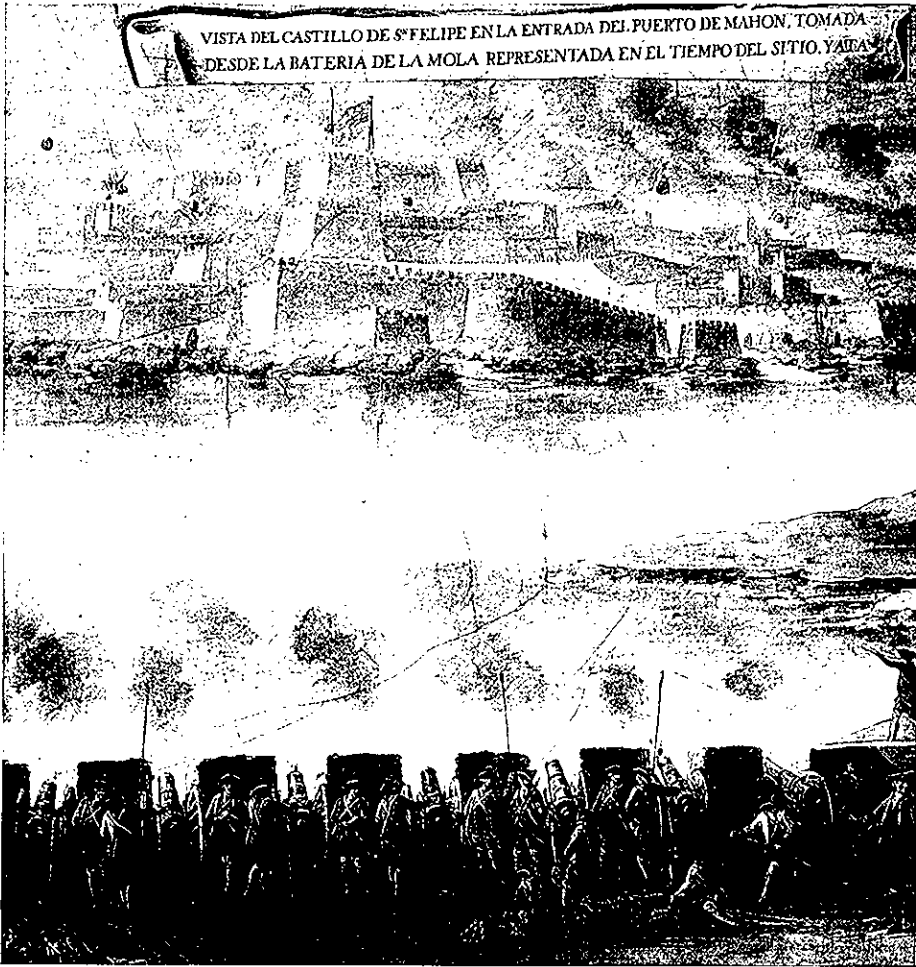 VISTA DEL CASTILLO DE Sⁿ FELIPE EN LA ENTRADA DEL PUERTO DE MAHON, TOMADA
DESDE LA BATERIA DE LA MOLA REPRESENTADA EN EL TIEMPO DEL SITIO, Y